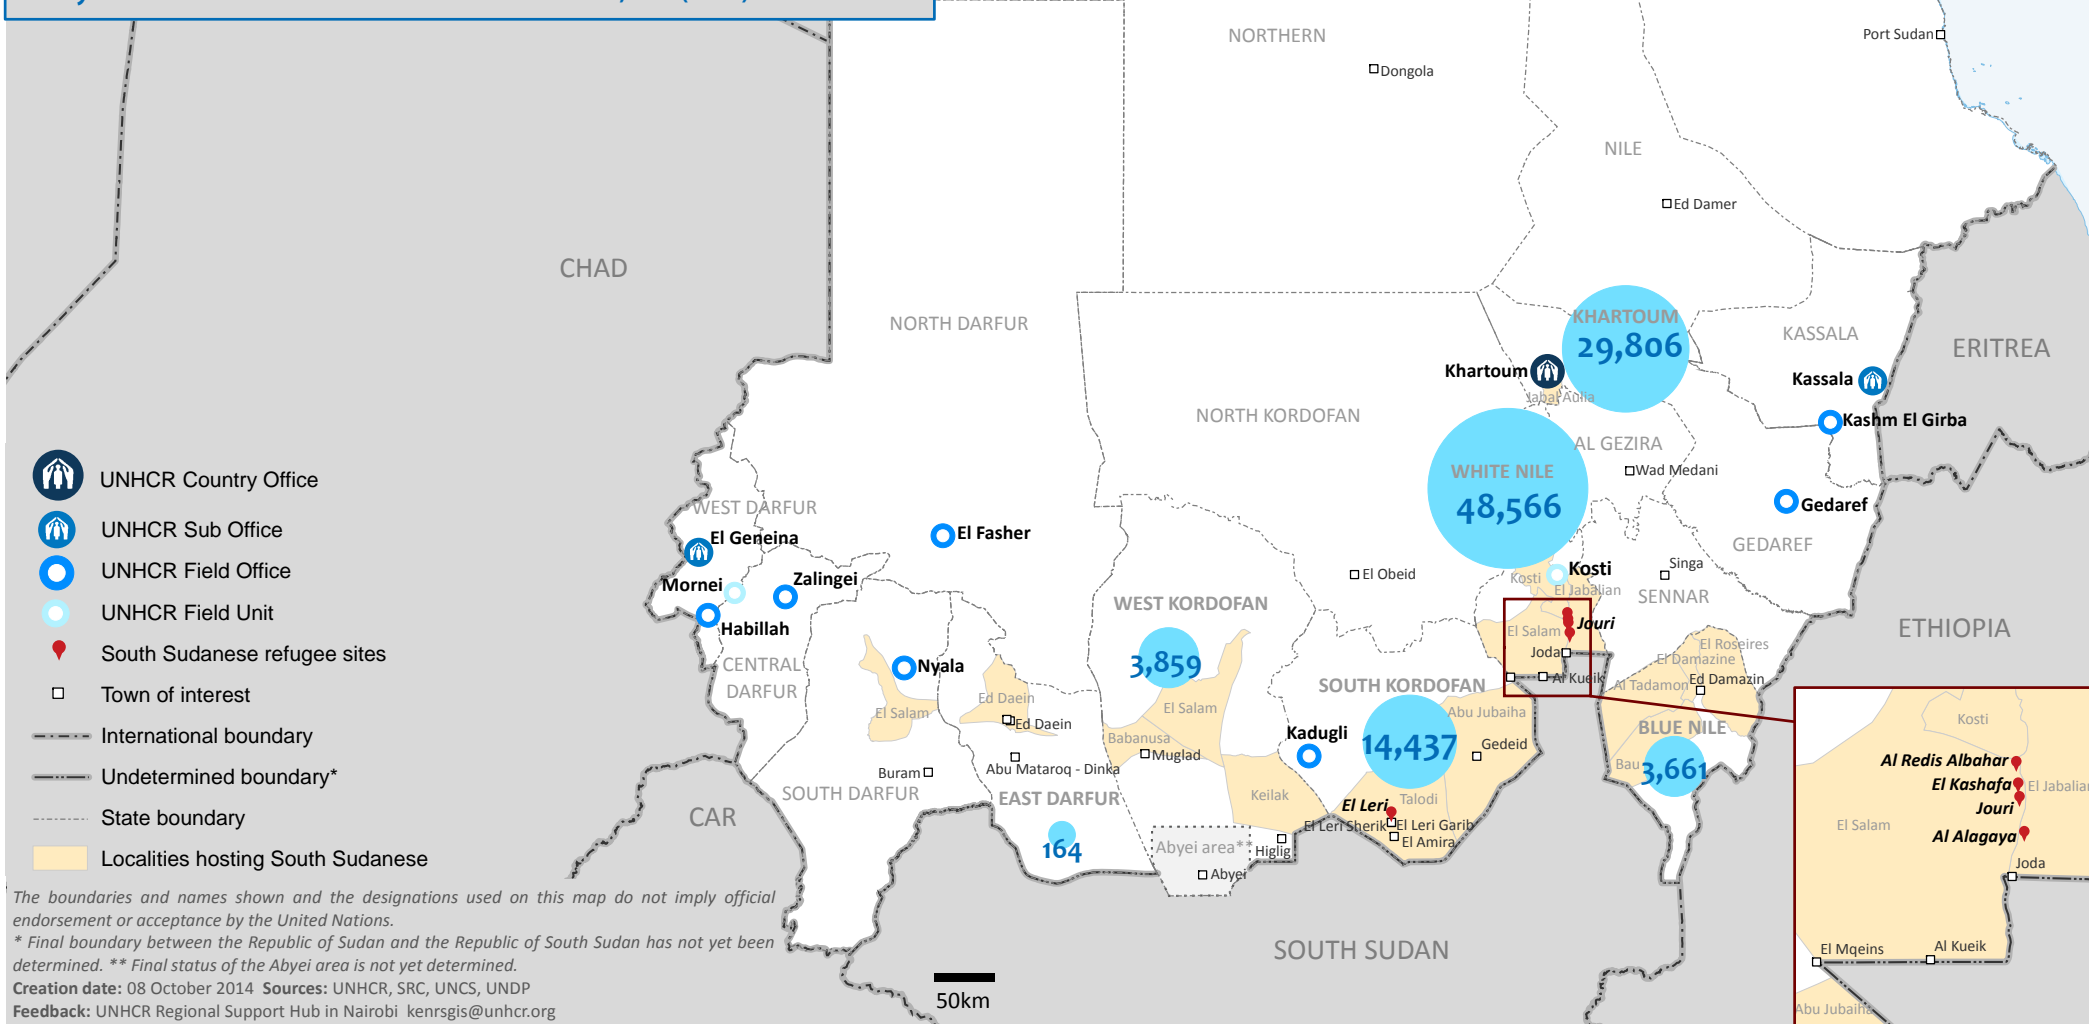 NORTHERN
Port Sudan
Dongola
NILE
Ed Damer
CHAD
NORTH DARFUR
KHARTOUM
29,806
KASSALA
ERITREA
Khartoum
Kassala
Jabal Aulia
NORTH KORDOFAN
Kashm El Girba
AL GEZIRA
WHITE NILE
Wad Medani
48,566
Gedaref
GEDAREF
WEST DARFUR
El Geneina
El Fasher
Mornei
Zalingei
Habillah
El Obeid
Kosti
Kosti
Singa
El Jabalian
SENNAR
WEST KORDOFAN
El Salam
Jouri
ETHIOPIA
Joda
El Roseires
El Damazine
3,859
CENTRAL
DARFUR
Nyala
Al Kueik
Al Tadamon
Ed Damazin
SOUTH KORDOFAN
Ed Daein
Ed Daein
El Salam
El Salam
Abu Jubaiha
BLUE NILE
Babanusa
Muglad
Kadugli
14,437
Gedeid
Bau
3,661
Buram
Abu Mataroq - Dinka
SOUTH DARFUR
EAST DARFUR
Keilak
El Leri
Talodi
El Leri Sherik
El Leri Garib
El Amira
CAR
164
Abyei area**
Higlig
Abyei
SOUTH SUDAN
UNHCR Country Office
UNHCR Sub Office
UNHCR Field Office
UNHCR Field Unit
South Sudanese refugee sites
Town of interest
International boundary
Undetermined boundary*
State boundary
Localities hosting South Sudanese
The boundaries and names shown and the designations used on this map do not imply official
endorsement or acceptance by the United Nations.
* Final boundary between the Republic of Sudan and the Republic of South Sudan has not yet been
determined. ** Final status of the Abyei area is not yet determined.
Creation date: 08 October 2014 Sources: UNHCR, SRC, UNCS, UNDP
Feedback: UNHCR Regional Support Hub in Nairobi kenrsgis@unhcr.org
50km
Kosti
Al Redis Albahar
El Kashafa
El Jabalian
Jouri
El Salam
Al Alagaya
Joda
El Mqeins
Al Kueik
Abu Jubaiha